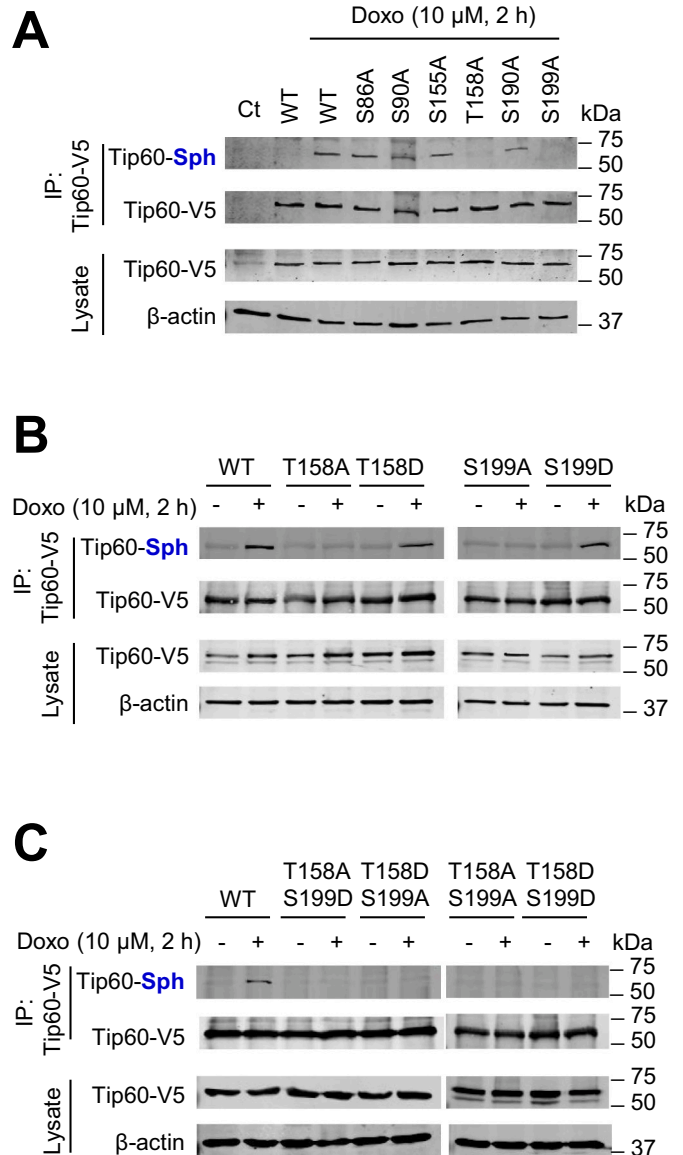 A
Doxo (10 µM, 2 h)
Ct WT WT S86A S90A S155A T158A S190A S199A kDa
IP:
Tip60-V5
Tip60-Sph
75
50
Tip60-V5
75
50
Lysate
Tip60-V5
75
50
β-actin
37
B
WT T158A T158D S199A S199D
Doxo (10 µM, 2 h) - + - + - + - + - + kDa
IP:
Tip60-V5
Tip60-Sph
75
50
Tip60-V5
75
50
Lysate
Tip60-V5
75
50
β-actin
37
C
T158A T158D T158A T158D
WT S199D S199A S199A S199D
Doxo (10 µM, 2 h) - + - + - + - + - + kDa
IP:
Tip60-V5
Tip60-Sph
75
50
Tip60-V5
75
50
Lysate
Tip60-V5
75
50
β-actin
37